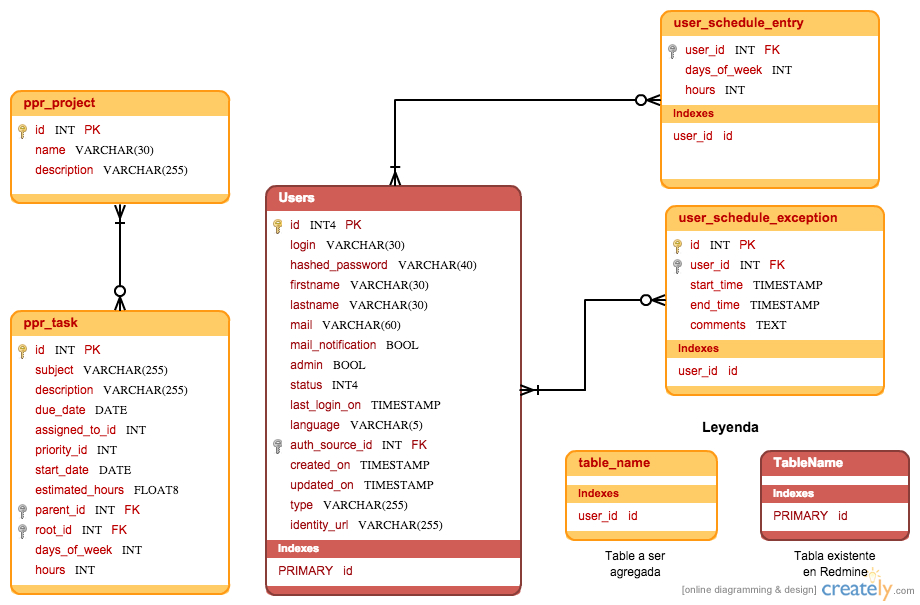 ppr_project
id INT PK
name VARCHAR(30)
description VARCHAR(255)
ppr_task
id INT PK
subject VARCHAR(255)
description VARCHAR(255)
due_date DATE
assigned_to_id INT
priority_id INT
start_date DATE
estimated_hours FLOAT8
parent_id INT FK
root_id INT FK
days_of_week INT
hours INT
Users
id INT4 PK
login VARCHAR(30)
hashed_password VARCHAR(40)
firstname VARCHAR(30)
lastname VARCHAR(30)
mail VARCHAR(60)
mail_notification BOOL
admin BOOL
status INT4
last_login_on TIMESTAMP
language VARCHAR(5)
auth_source_id INT FK
created_on TIMESTAMP
updated_on TIMESTAMP
type VARCHAR(255)
identity_url VARCHAR(255)
Indexes
PRIMARY id
user_schedule_entry
user_id INT FK
days_of_week INT
hours INT
Indexes
user_id id
user_schedule_exception
id INT PK
user_id INT FK
start_time TIMESTAMP
end_time TIMESTAMP
comments TEXT
Indexes
user_id id
Leyenda
table_name
Indexes
user_id id
Table a ser
agregada
TableName
Indexes
PRIMARY id
Tabla existente
en Redmine
[online diagramming & design] creately.com